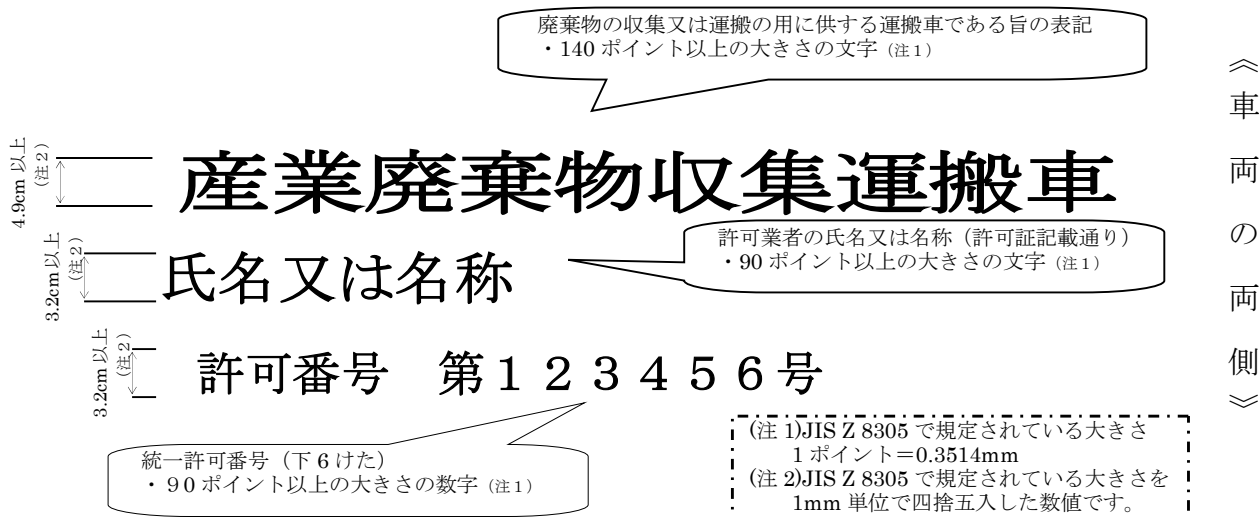 廃棄物の収集又は運搬の用に供する運搬車である旨の表記
・140 ポイント以上の大きさの文字（注１）
4.9cm 以上
（注２）
産業廃棄物収集運搬車
許可業者の氏名又は名称（許可証記載通り）
・90 ポイント以上の大きさの文字（注１）
3.2cm 以上
（注２）
氏名又は名称
3.2cm 以上
（注２）
許可番号　第１２３４５６号
統一許可番号（下 6 けた）
・９0 ポイント以上の大きさの数字（注１）
(注 1)JIS Z 8305 で規定されている大きさ
1 ポイント＝0.3514mm
(注 2)JIS Z 8305 で規定されている大きさを
1mm 単位で四捨五入した数値です。
《車両の両側》